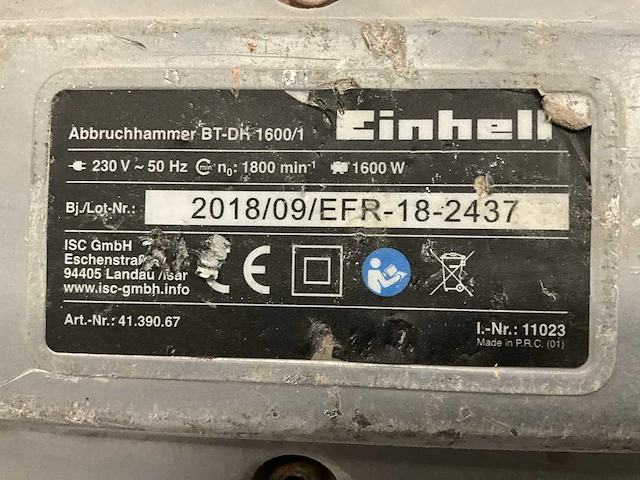 Abbruchhammer BT-DH 1600/1 Einhell
230 V ~ 50 Hz n0: 1800 min-1 1600 W
Bj./Lot-Nr.: 2018/09/EFR-18-2437
ISC GmbH
94405 Landau /Isar
www.isc-gmbh.info
CE
Art.-Nr.: 41.390.67
I.-Nr.: 11023
Made in P.R.C. (01)